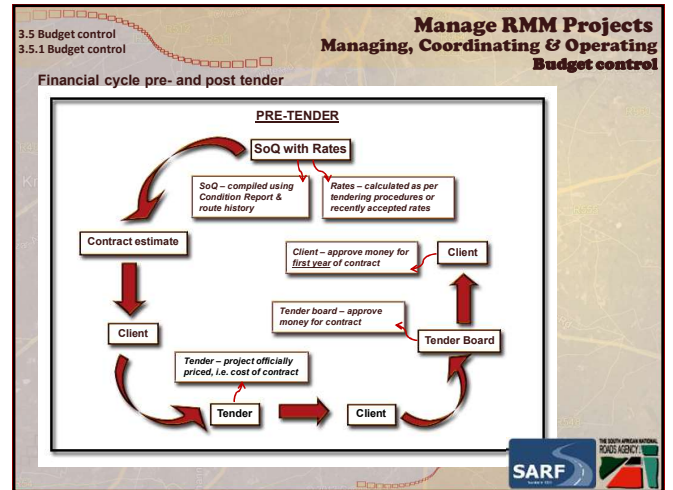 3.5 Budget control
3.5.1 Budget control
Manage RMM Projects
Managing, Coordinating & Operating
Budget control
Financial cycle pre- and post tender
PRE-TENDER
SoQ with Rates
SoQ – compiled using
Condition Report &
route history
Rates – calculated as per
tendering procedures or
recently accepted rates
Contract estimate
Client – approve money for
first year of contract
Client
Tender board – approve
money for contract
Client
Tender Board
Tender – project officially
priced, i.e. cost of contract
Tender
Client
SARF
THE SOUTH AFRICAN NATIONAL
ROADS AGENCY